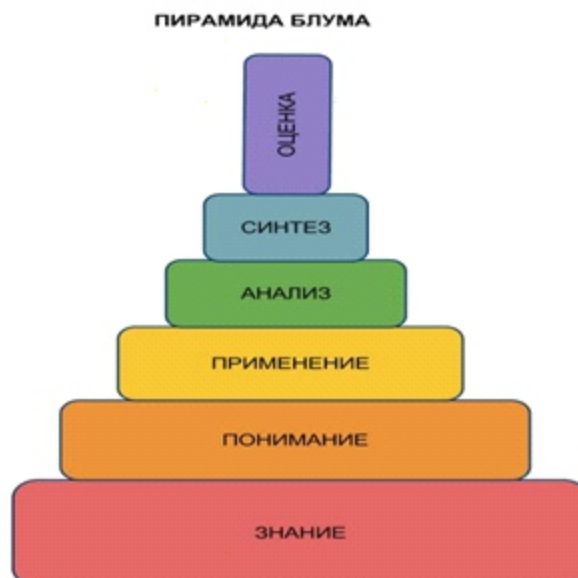 ПИРАМИДА БЛУМА
ОЦЕНКА
СИНТЕЗ
АНАЛИЗ
ПРИМЕНЕНИЕ
ПОНИМАНИЕ
ЗНАНИЕ